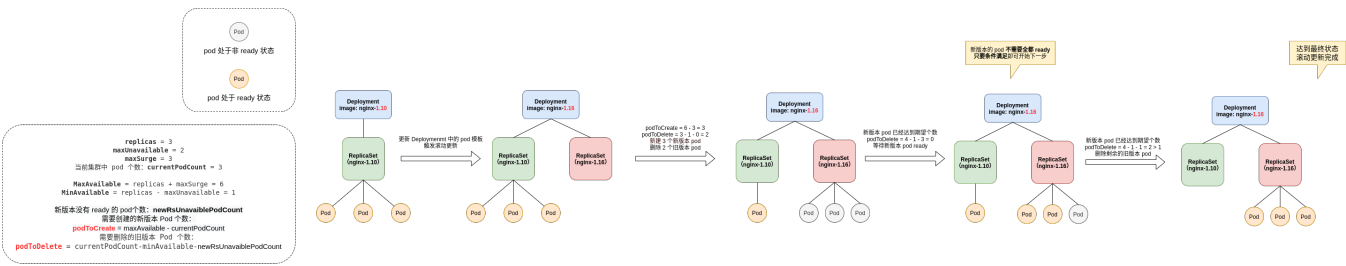 Pod
pod 处于非 ready 状态
Pod
pod 处于 ready 状态
replicas = 3
maxUnavailable = 2
maxSurge = 3
当前集群中 pod 个数: currentPodCount = 3
MaxAvailable = replicas + maxSurge = 6
MinAvailable = replicas - maxUnavailable = 1
新版本没有 ready 的 pod个数: newRsUnavaiblePodCount
需要创建的新版本 Pod 个数:
podToCreate = maxAvailable - currentPodCount
需要删除的旧版本 Pod 个数:
podToDelete = currentPodCount-minAvailable-newRsUnavaiblePodCount
Deployment
image: nginx-1.10
ReplicaSet
(nginx-1.10)
Pod
Pod
Pod
更新 Deploymenmt 中的 pod 模板
触发滚动更新
Deployment
image: nginx-1.16
ReplicaSet
(nginx-1.10)
ReplicaSet
(nginx-1.16)
Pod
Pod
Pod
podToCreate = 6 - 3 = 3
podToDelete = 3 - 1 - 0 = 2
新建 3 个新版本 pod
删除 2 个旧版本 pod
Deployment
image: nginx-1.16
ReplicaSet
(nginx-1.10)
ReplicaSet
(nginx-1.16)
Pod
Pod
Pod
Pod
新版本 pod 已经达到期望个数
podToDelete = 4 - 1 - 3 = 0
等待新版本 pod ready
新版本的 pod 不需要全都 ready
只要条件满足即可开始下一步
Deployment
image: nginx-1.16
ReplicaSet
(nginx-1.10)
ReplicaSet
(nginx-1.16)
Pod
Pod
Pod
Pod
新版本 pod 已经达到期望个数
podToDelete = 4 - 1 - 1 = 2 > 1
删除剩余的旧版本 pod
达到最终状态
滚动更新完成
Deployment
image: nginx-1.16
ReplicaSet
(nginx-1.10)
ReplicaSet
(nginx-1.16)
Pod
Pod
Pod